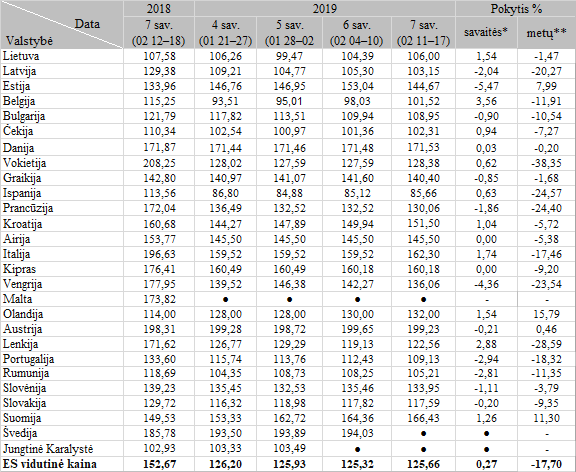 Data 2018 2019 Pokytis %
Valstybė 7 sav. (02 12–18) 4 sav. (01 21–27) 5 sav. (01 28–02 6 sav. (02 04–10) 7 sav. (02 11–17) savaitės* metų**
Lietuva 107,58 106,26 99,47 104,39 106,00 1,54 -1,47
Latvija 129,38 109,21 104,77 105,30 103,15 -2,04 -20,27
Estija 133,96 146,76 146,95 153,04 144,67 -5,47 7,99
Belgija 115,25 93,51 95,01 98,03 101,52 3,56 -11,91
Bulgarija 121,79 117,82 113,51 109,94 108,95 -0,90 -10,54
Čekija 110,34 102,54 100,97 101,36 102,31 0,94 -7,27
Danija 171,87 171,44 171,46 171,48 171,53 0,03 -0,20
Vokietija 208,25 128,02 127,59 127,59 128,38 0,62 -38,35
Graikija 142,80 140,97 141,07 141,60 140,40 -0,85 -1,68
Ispanija 113,56 86,80 84,88 85,12 85,66 0,63 -24,57
Prancūzija 172,04 136,49 132,52 132,52 130,06 -1,86 -24,40
Kroatija 160,68 144,27 147,89 149,94 151,50 1,04 -5,72
Airija 153,77 145,50 145,50 145,50 145,50 0,00 -5,38
Italija 196,63 159,52 159,52 159,52 162,30 1,74 -17,46
Kipras 176,41 160,49 160,49 160,18 160,18 0,00 -9,20
Vengrija 177,95 139,52 146,38 142,27 136,06 -4,36 -23,54
Malta 173,82 ● ● ● ● - -
Olandija 114,00 128,00 128,00 130,00 132,00 1,54 15,79
Austrija 198,31 199,28 198,72 199,65 199,23 -0,21 0,46
Lenkija 171,62 126,77 129,29 119,13 122,56 2,88 -28,59
Portugalija 133,60 115,74 113,76 112,43 109,13 -2,94 -18,32
Rumunija 118,69 104,35 108,73 108,25 105,21 -2,81 -11,35
Slovėnija 139,23 135,45 132,53 135,46 133,95 -1,11 -3,79
Slovakija 129,72 116,32 118,98 117,82 117,59 -0,20 -9,35
Suomija 149,53 153,33 162,72 164,36 166,43 1,26 11,30
Švedija 185,78 193,50 193,89 194,03 ● ● -
Jungtinė Karalystė 102,93 103,33 103,49 ● ● -
ES vidutinė kaina 152,67 126,20 125,93 125,32 125,66 0,27 -17,70